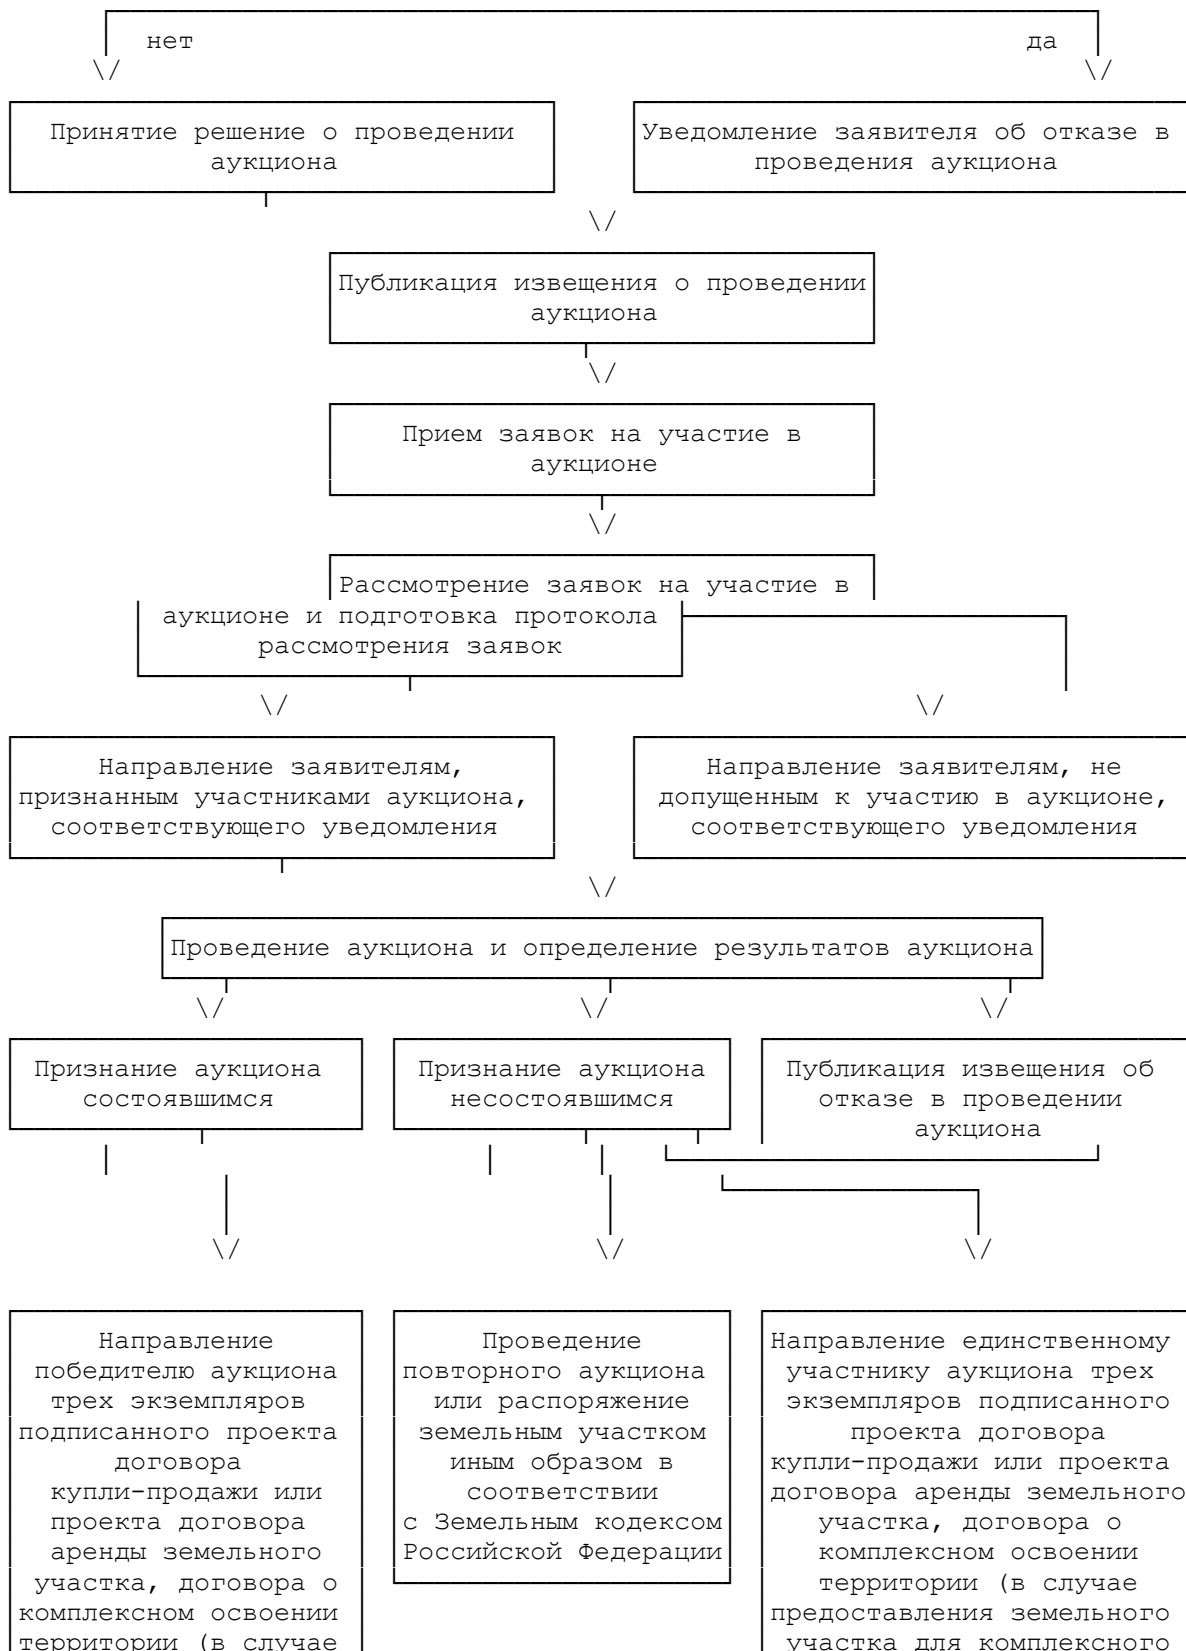 нет
да
Принятие решение о проведении
аукциона
Уведомление заявителя об отказе в
проведения аукциона
Публикация извещения о проведении
аукциона
Прием заявок на участие в
аукционе
Рассмотрение заявок на участие в
аукционе и подготовка протокола
рассмотрения заявок
Направление заявителям,
признанным участниками аукциона,
соответствующего уведомления
Направление заявителям, не
допущенным к участию в аукционе,
соответствующего уведомления
Проведение аукциона и определение результатов аукциона
Признание аукциона
состоявшимся
Признание аукциона
несостоявшимся
Публикация извещения об
отказе в проведении
аукциона
Направление
победителю аукциона
трех экземпляров
подписанного проекта
договора
купли-продажи или
проекта договора
аренды земельного
участка, договора о
комплексном освоении
территории (в случае
Проведение
повторного аукциона
или распоряжение
земельным участком
иным образом в
соответствии
с Земельным кодексом
Российской Федерации
Направление единственному
участнику аукциона трех
экземпляров подписанного
проекта договора
купли-продажи или проекта
договора аренды земельного
участка, договора о
комплексном освоении
территории (в случае
предоставления земельного
участка для комплексного